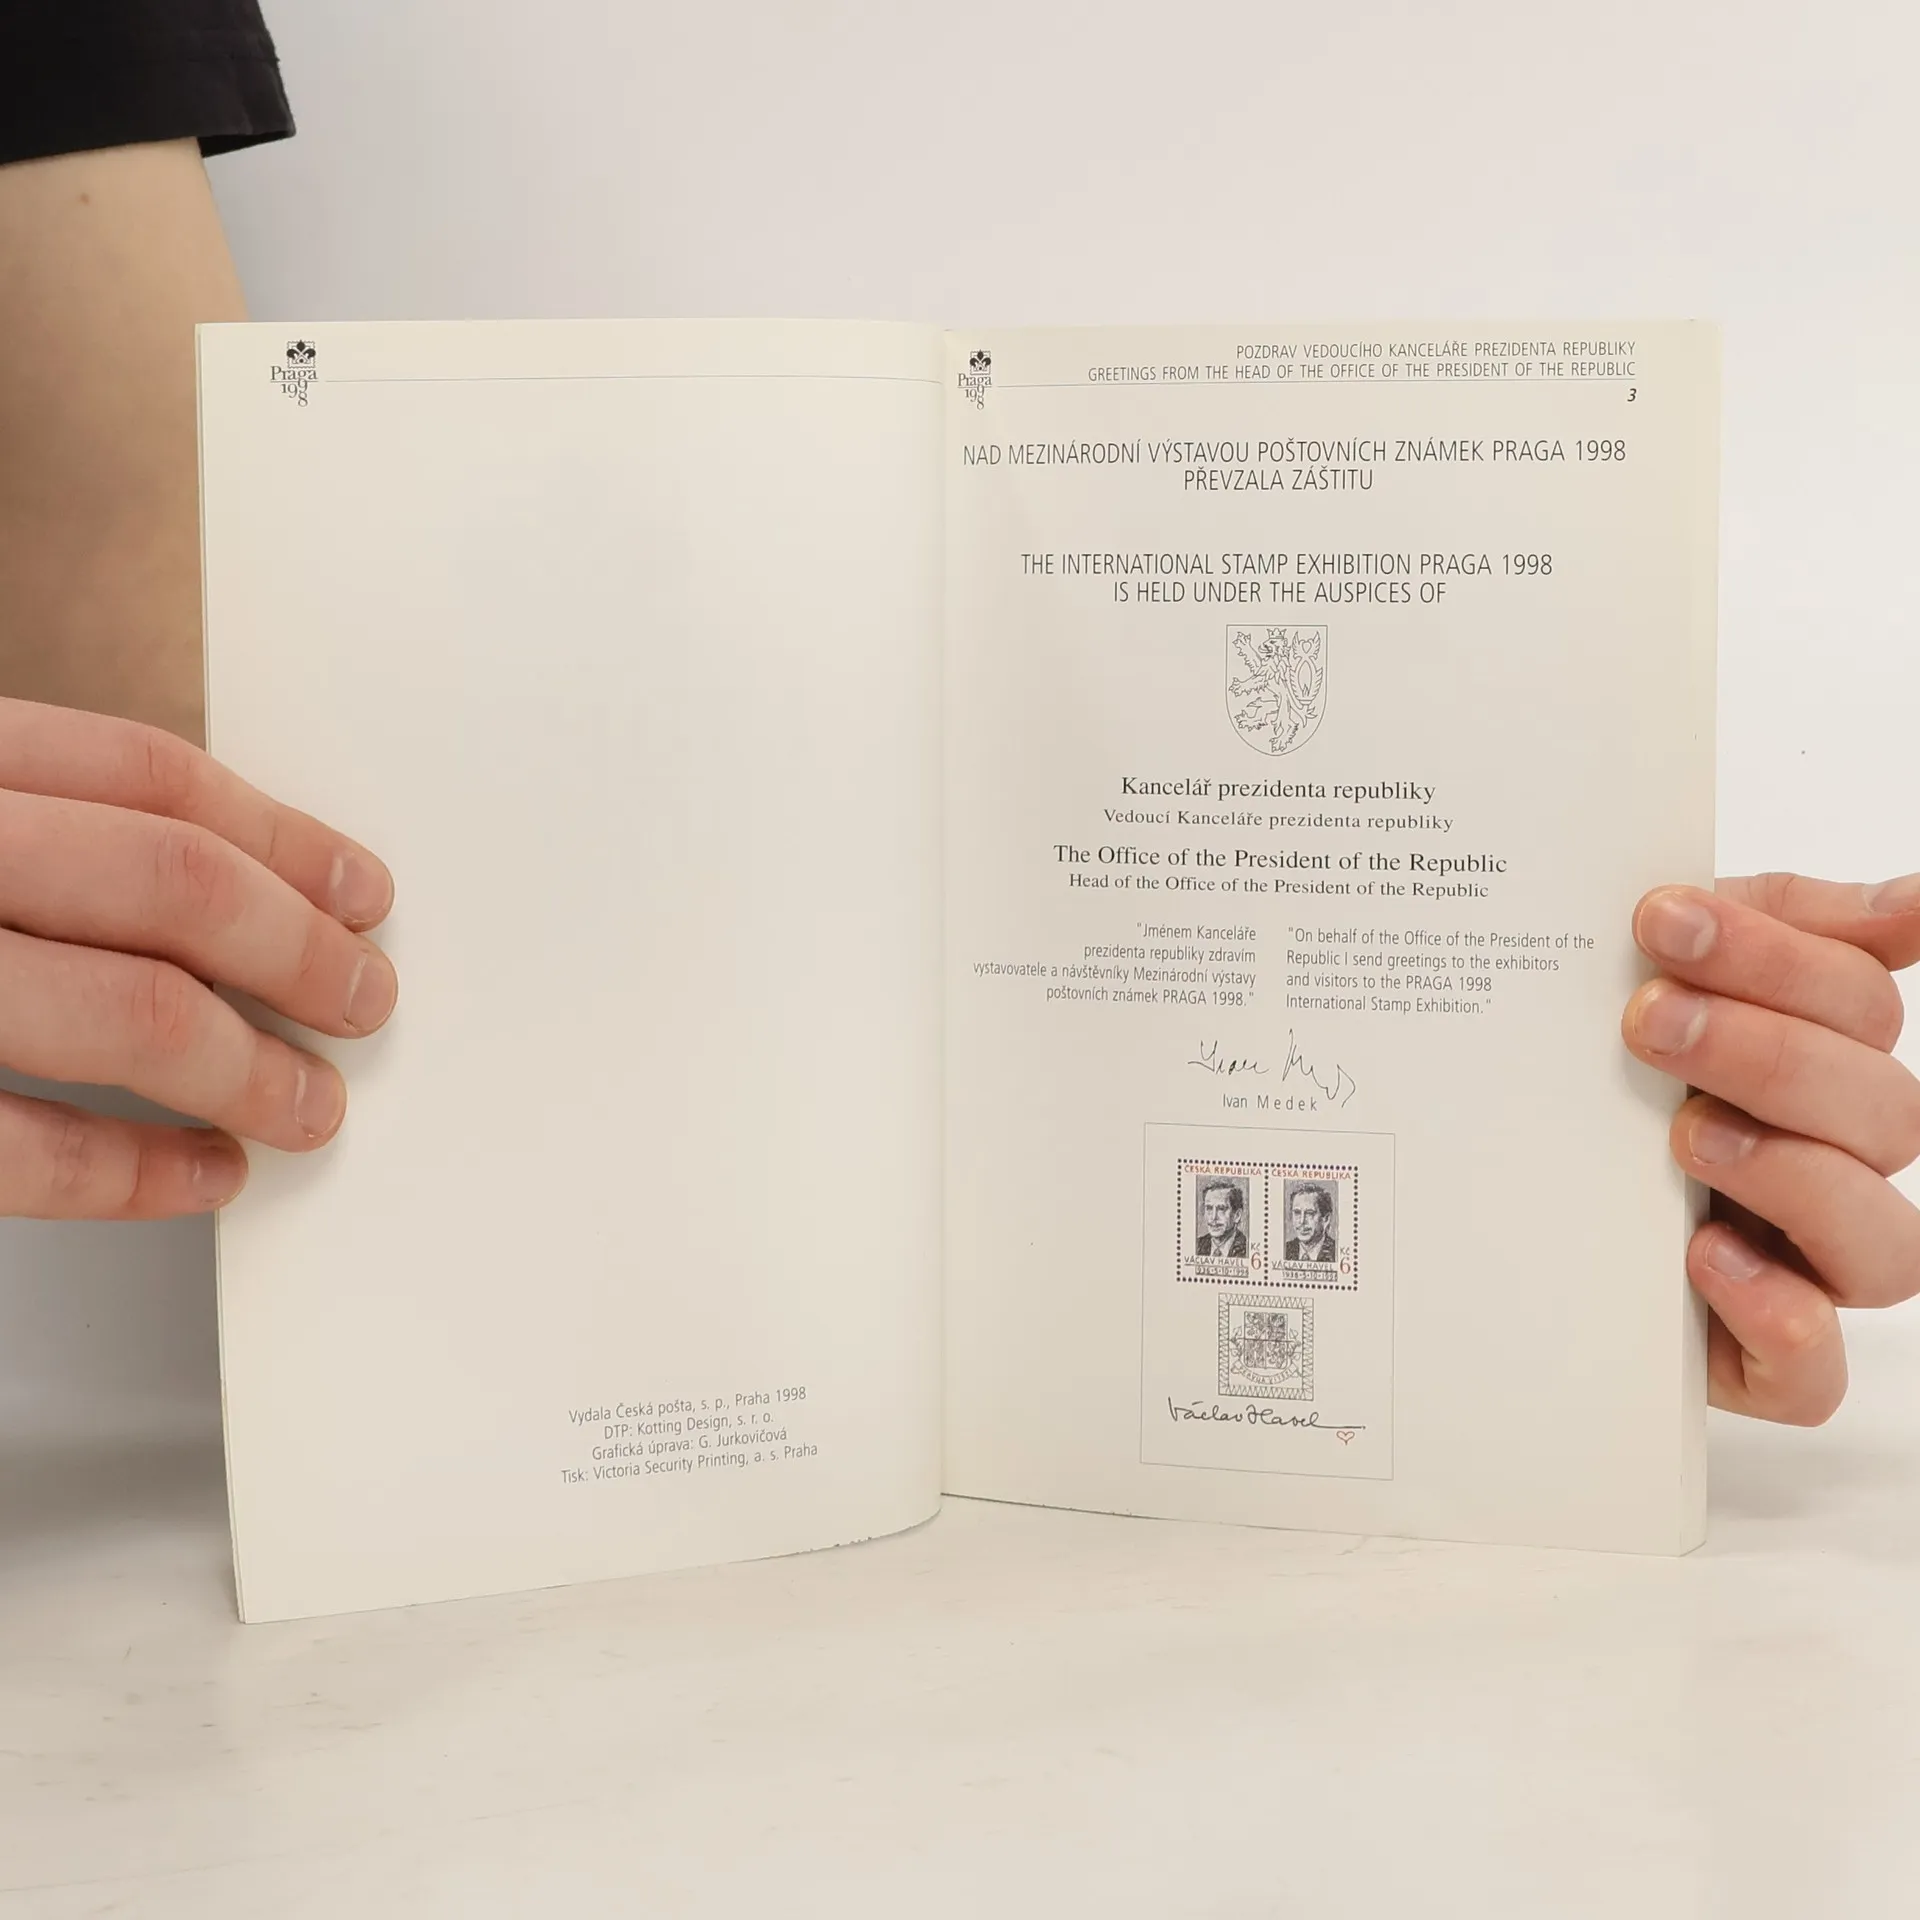 Praga
1998
Vydala Česká pošta, s. p., Praha 1998
DTP: Kotting Design, s. r. o.
Grafická úprava: G. Jurkovičová
Tisk: Victoria Security Printing, a. s. Praha
Praga
1998
POZDRAV VEDOUCÍHO KANCELÁŘE PREZIDENTA REPUBLIKY
GREETINGS FROM THE HEAD OF THE OFFICE OF THE PRESIDENT OF THE REPUBLIC
3
NAD MEZINÁRODNÍ VÝSTAVOU POŠTOVNÍCH ZNÁMEK PRAGA 1998
PŘEVZALA ZÁŠTITU
THE INTERNATIONAL STAMP EXHIBITION PRAGA 1998
IS HELD UNDER THE AUSPICES OF
Kancelář prezidenta republiky
Vedoucí Kanceláře prezidenta republiky
The Office of the President of the Republic
Head of the Office of the President of the Republic
"Jménem Kanceláře
prezidenta republiky zdravím
vystavovatele a návštěvníky Mezinárodní výstavy
poštovních známek PRAGA 1998."
"On behalf of the Office of the President of the
Republic I send greetings to the exhibitors
and visitors to the PRAGA 1998
International Stamp Exhibition."
Ivan Medek
ČESKÁ REPUBLIKA
Kč
6
VÁCLAV HAVEL
ČESKÁ REPUBLIKA
Kč
6
VÁCLAV HAVEL
Václav Havel